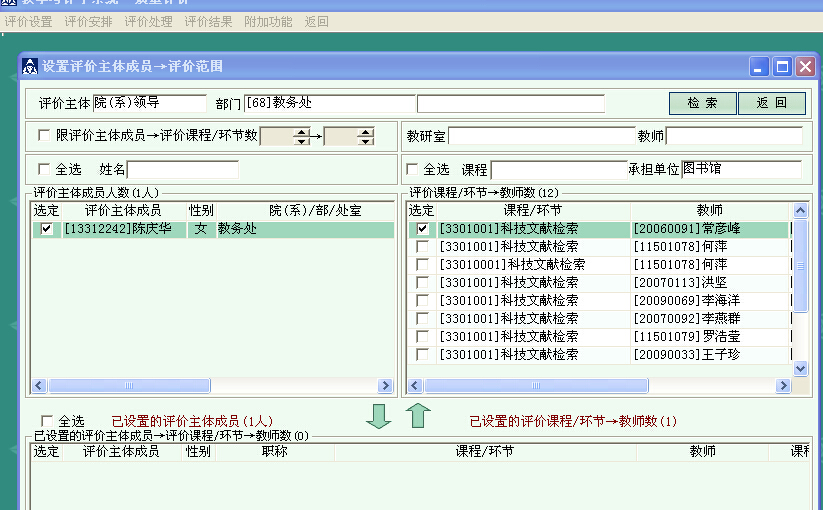 评价设置 评价安排 评价处理 评价结果 附加功能 返回
设置评价主体成员→评价范围
评价主体 院(系)领导 部门 [68]教务处 检 索 返 回
限评价主体成员→评价课程/环节数 → 教研室 教师
全选 姓名 全选 课程 承担单位 图书馆
评价主体成员人数(1人) 评价课程/环节→教师数(12)
选定 评价主体成员 性别 院(系)/部/处室 选定 课程/环节 教师
[13312242]陈庆华 女 教务处 [3301001]科技文献检索 [20060091]常彦峰
[3301001]科技文献检索 [11501078]何萍
[33010001]科技文献检索 [11501078]何萍
[3301001]科技文献检索 [20070113]洪坚
[3301001]科技文献检索 [20090069]李海洋
[3301001]科技文献检索 [20070092]李燕群
[3301001]科技文献检索 [11501079]罗浩莹
[3301001]科技文献检索 [20090033]王子珍
全选 已设置的评价主体成员(1人) 已设置的评价课程/环节→教师数(1)
已设置的评价主体成员→评价课程/环节→教师数(0)
选定 评价主体成员 性别 职称 课程/环节 教师 课程